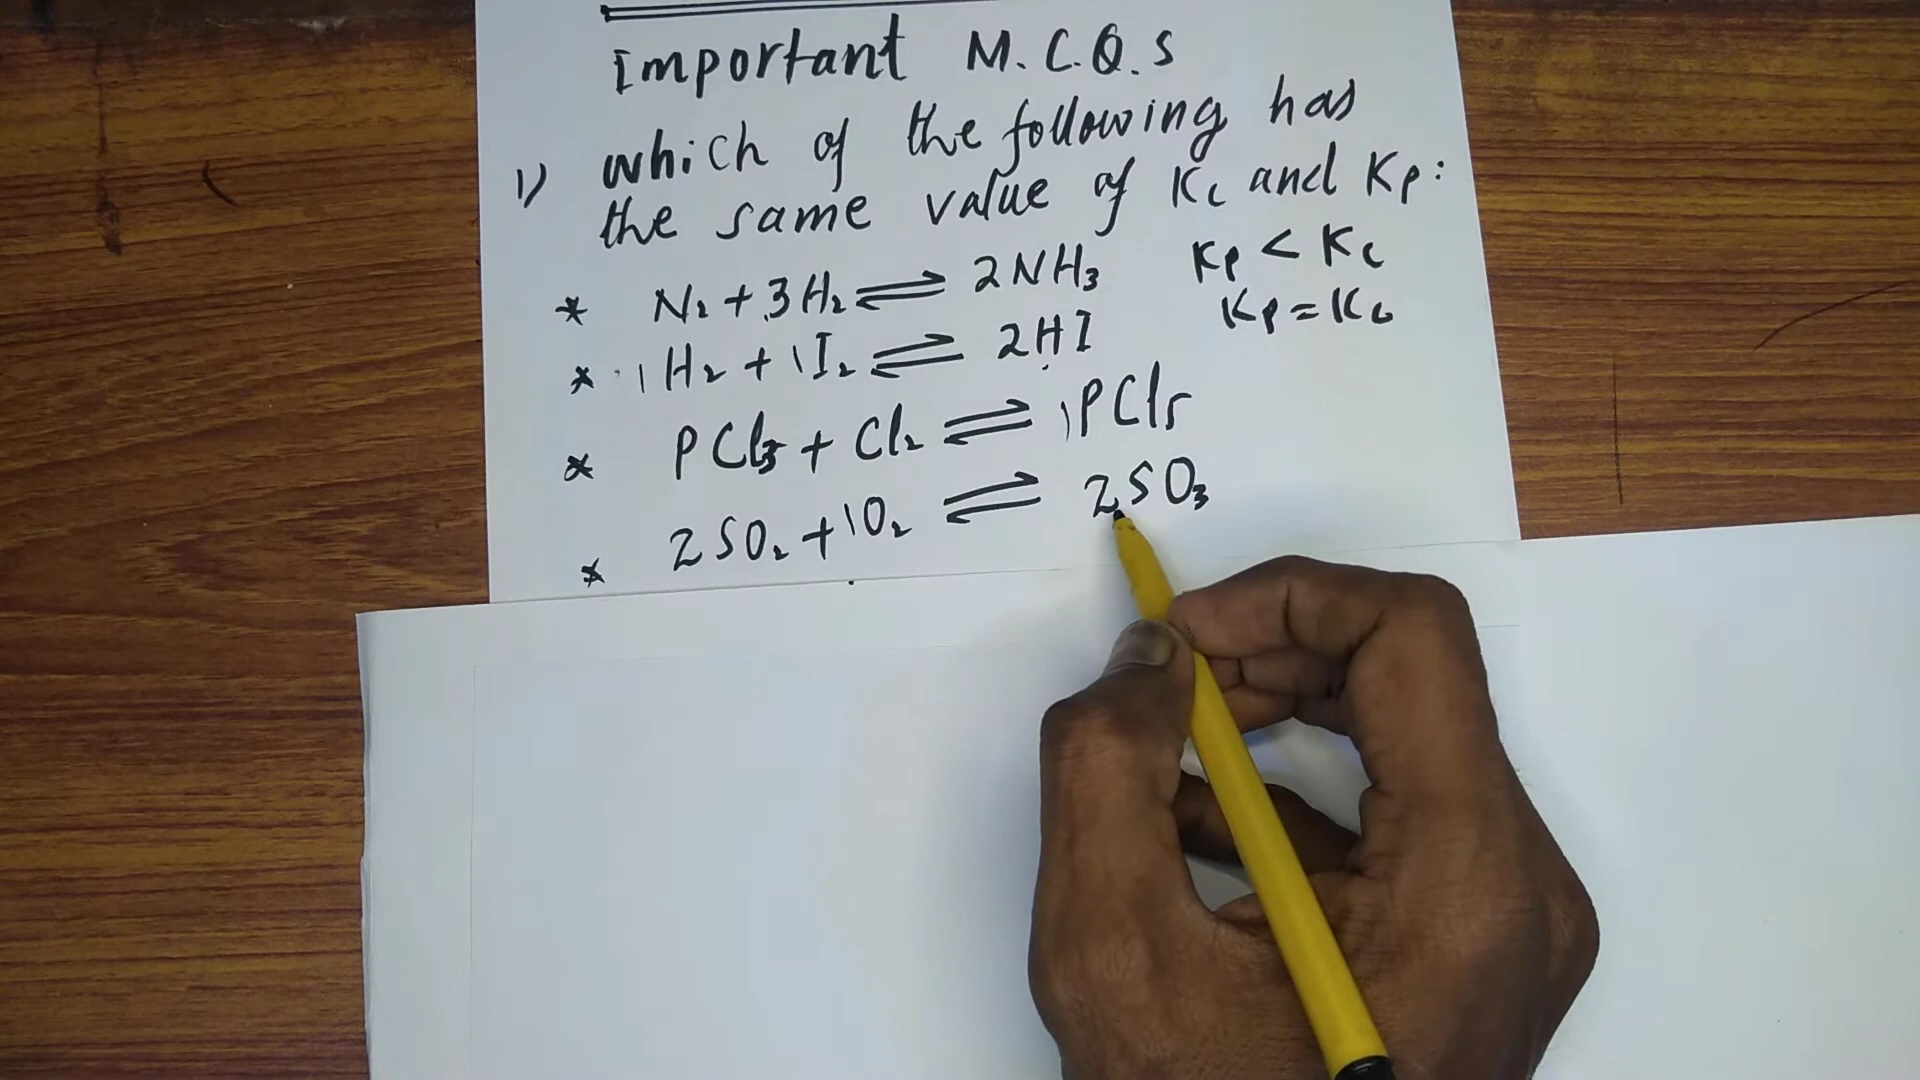 Important M.C.Q.S
1) which of the following has
the same value of Kc and Kp:
* N₂ + 3H₂ ⇌ 2NH₃ Kp < Kc
* 1H₂ + 1I₂ ⇌ 2HI Kp = Kc
* PCl₃ + Cl₂ ⇌ 1PCl₅
* 2SO₂ + 1O₂ ⇌ 2SO₃